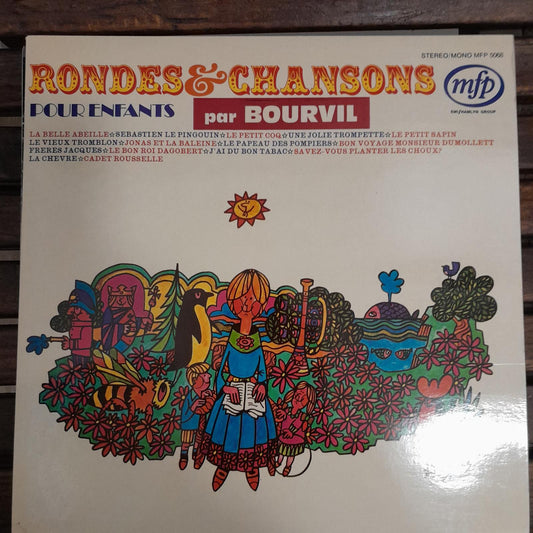 STEREO/MONO MFP 5066
RONDES & CHANSONS
mfp
EMI/HAMLYN GROUP
POUR ENFANTS
par BOURVIL
LA BELLE ABEILLE☆SEBASTIEN LE PINGOUIN☆LE PETIT COQ☆UNE JOLIE TROMPETTE☆LE PETIT SAPIN
LE VIEUX TROMBLON☆JONAS ET LA BALEINE☆LE PAPEAU DES POMPIERS☆BON VOYAGE MONSIEUR DUMOLLETT
FRERES JACQUES☆LE BON ROI DAGOBERT☆J'AI DU BON TABAC☆SAVEZ-VOUS PLANTER LES CHOUX?
LA CHEVRE☆CADET ROUSSELLE